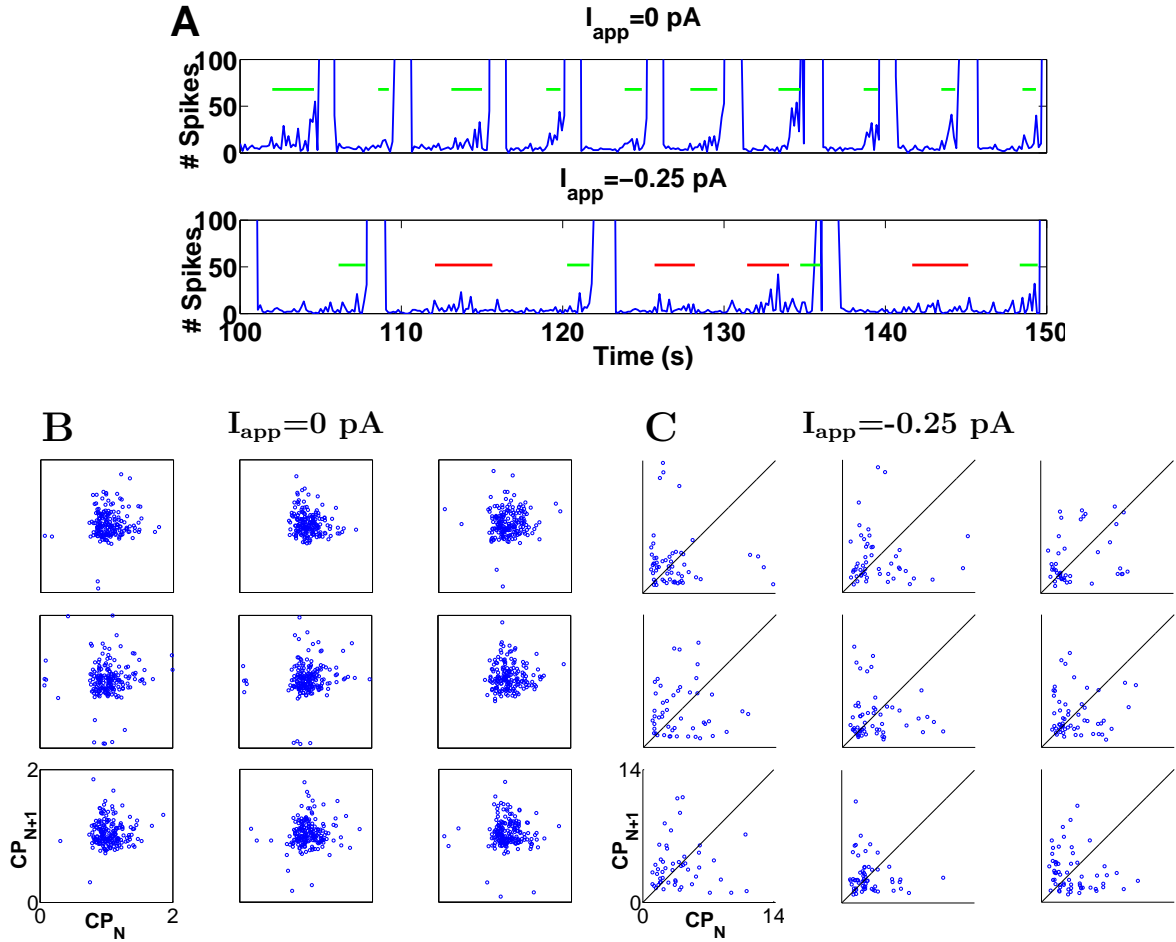 A
I_app=0 pA
# Spikes
100
50
0
I_app=−0.25 pA
# Spikes
100
50
0
100 110 120 130 140 150
Time (s)
B I_app=0 pA
C I_app=-0.25 pA
2
CP_N+1
0
0 2
CP_N
14
CP_N+1
0
0 14
CP_N